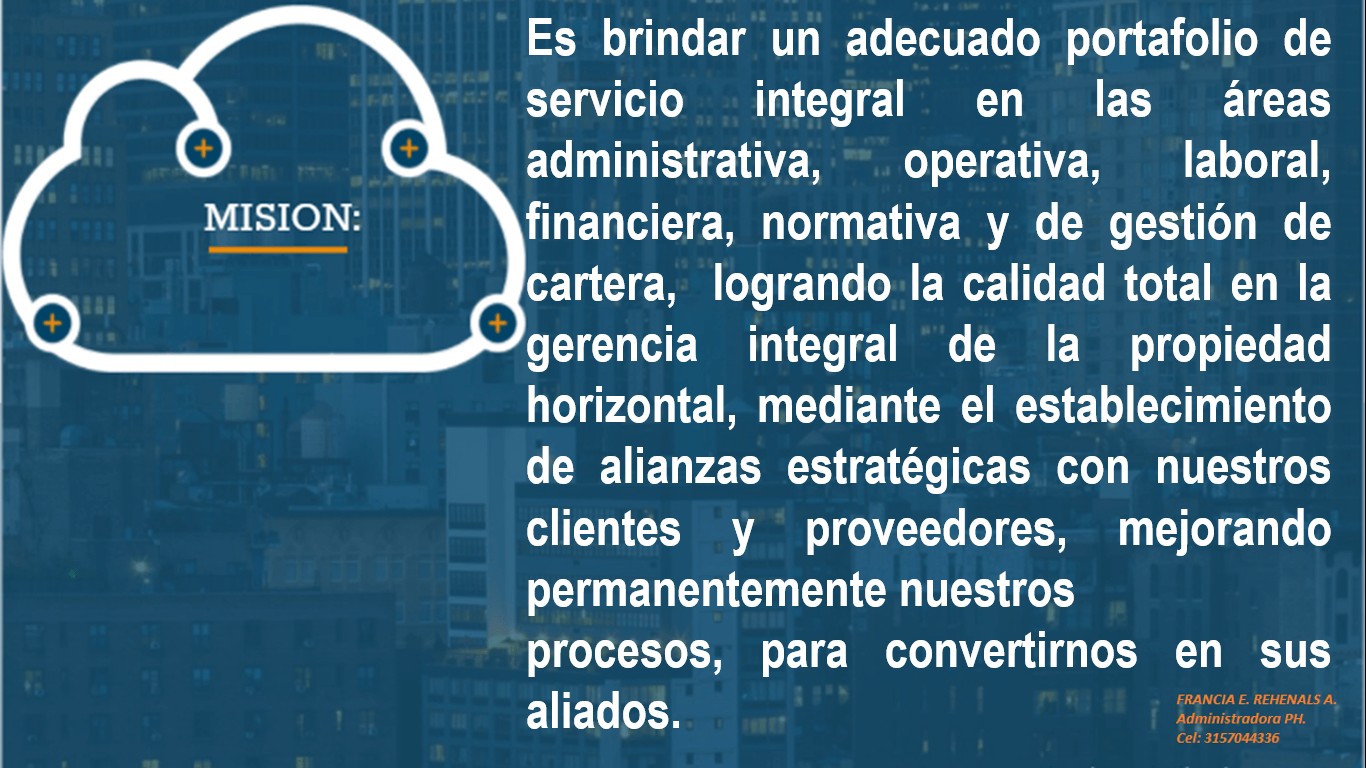 MISION:
Es brindar un adecuado portafolio de
servicio integral en las áreas
administrativa, operativa, laboral,
financiera, normativa y de gestión de
cartera, logrando la calidad total en la
gerencia integral de la propiedad
horizontal, mediante el establecimiento
de alianzas estratégicas con nuestros
clientes y proveedores, mejorando
permanentemente nuestros
procesos, para convertirnos en sus
aliados.
FRANCIA E. REHENALS A.
Administradora PH.
Cel: 3157044336